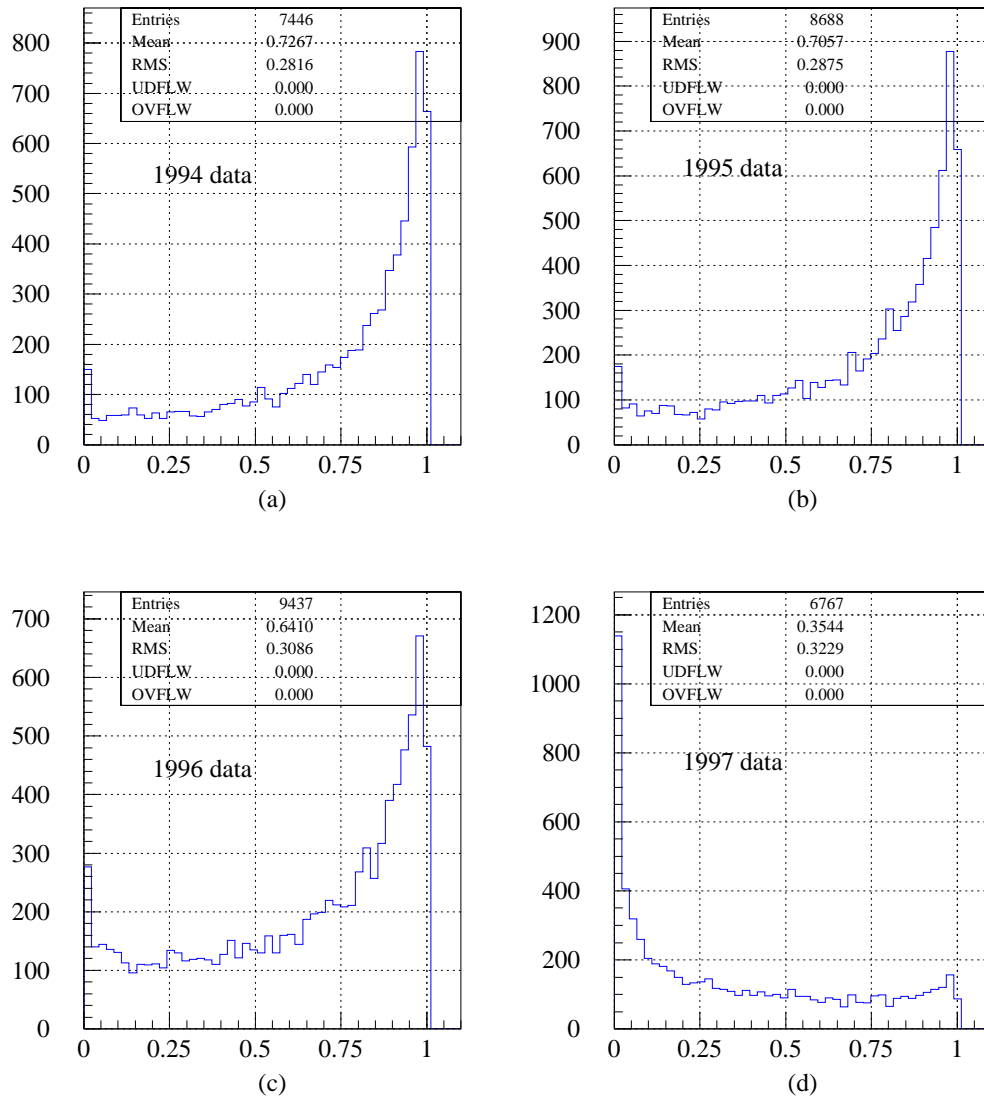 Entries 7446
Mean 0.7267
RMS 0.2816
UDFLW 0.000
OVFLW 0.000
1994 data
800
700
600
500
400
300
200
100
0
0 0.25 0.5 0.75 1
(a)
Entries 8688
Mean 0.7057
RMS 0.2875
UDFLW 0.000
OVFLW 0.000
1995 data
900
800
700
600
500
400
300
200
100
0
0 0.25 0.5 0.75 1
(b)
Entries 9437
Mean 0.6410
RMS 0.3086
UDFLW 0.000
OVFLW 0.000
1996 data
700
600
500
400
300
200
100
0
0 0.25 0.5 0.75 1
(c)
Entries 6767
Mean 0.3544
RMS 0.3229
UDFLW 0.000
OVFLW 0.000
1997 data
1200
1000
800
600
400
200
0
0 0.25 0.5 0.75 1
(d)